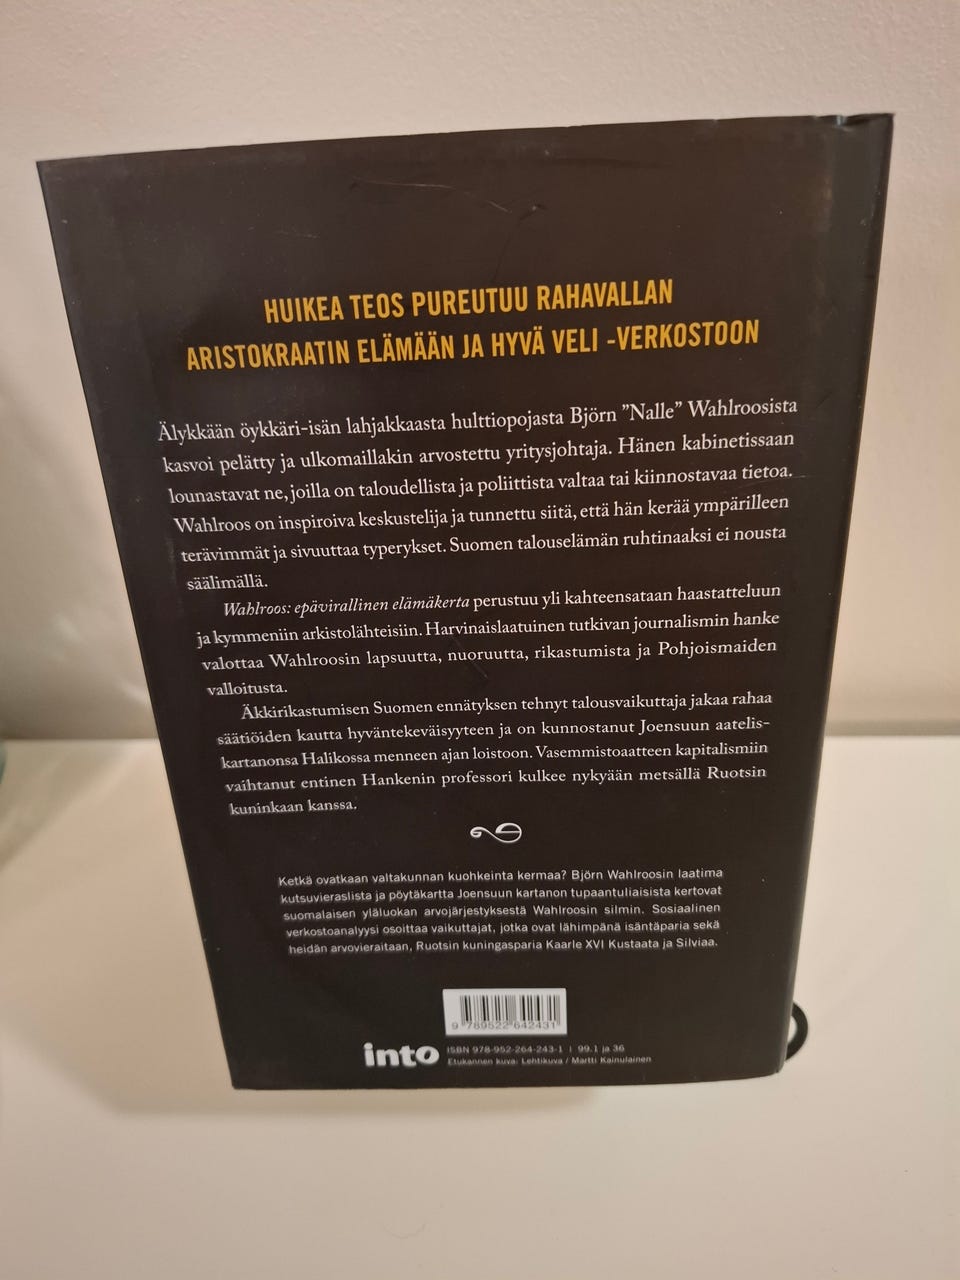 HUIKEA TEOS PUREUTUU RAHAVALLAN
ARISTOKRAATIN ELÄMÄÄN JA HYVÄ VELI -VERKOSTOON
Älykkään öykkäri-isän lahjakkaasta hulttiopojasta Björn ”Nalle” Wahlroosista
kasvoi pelätty ja ulkomaillakin arvostettu yritysjohtaja. Hänen kabinetissaan
lounastavat ne, joilla on taloudellista ja poliittista valtaa tai kiinnostavaa tietoa.
Wahlroos on inspiroiva keskustelija ja tunnettu siitä, että hän kerää ympärilleen
terävimmät ja sivuuttaa typerykset. Suomen talouselämän ruhtinaaksi ei nousta
säälimällä.
Wahlroos: epävirallinen elämäkerta perustuu yli kahteensataan haastatteluun
ja kymmeniin arkistolähteisiin. Harvinaislaatuinen tutkivan journalismin hanke
valottaa Wahlroosin lapsuutta, nuoruutta, rikastumista ja Pohjoismaiden
valloitusta.
Äkkirikastumisen Suomen ennätyksen tehnyt talousvaikuttaja jakaa rahaa
säätiöiden kautta hyväntekeväisyyteen ja on kunnostanut Joensuun aatelis-
kartanonsa Halikossa menneen ajan loistoon. Vasemmistoaatteen kapitalismiin
vaihtanut entinen Hankenin professori kulkee nykyään metsällä Ruotsin
kuninkaan kanssa.
Ketkä ovatkaan valtakunnan kuohkeinta kermaa? Björn Wahlroosin laatima
kutsuvieraslista ja pöytäkartta Joensuun kartanon tupaantuliaisista kertovat
suomalaisen yläluokan arvojärjestyksestä Wahlroosin silmin. Sosiaalinen
verkostoanalyysi osoittaa vaikuttajat, jotka ovat lähimpänä isäntäparia sekä
heidän arvovieraitaan, Ruotsin kuningasparia Kaarle XVI Kustaata ja Silviaa.
9 789522 642431
into
ISBN 978-952-264-243-1 | 99.1 ja 36
Etukannen kuva: Lehtikuva / Martti Kainulainen